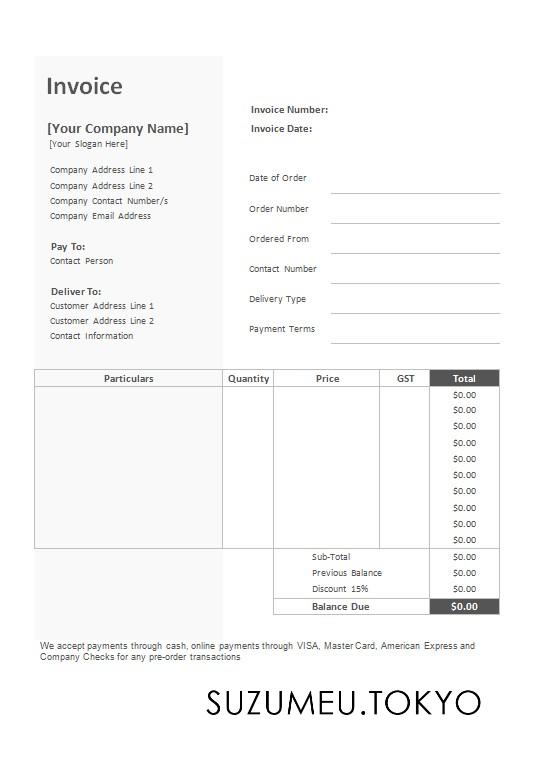 Invoice
Invoice Number:
[Your Company Name]
Invoice Date:
[Your Slogan Here]
Company Address Line 1
Date of Order
Company Address Line 2
Company Contact Number/s
Order Number
Company Email Address
Ordered From
Pay To:
Contact Person
Contact Number
Deliver To:
Delivery Type
Customer Address Line 1
Customer Address Line 2
Payment Terms
Contact Information
Particulars Quantity Price GST Total
$0.00
$0.00
$0.00
$0.00
$0.00
$0.00
$0.00
$0.00
$0.00
$0.00
Sub-Total $0.00
Previous Balance $0.00
Discount 15% $0.00
Balance Due $0.00
We accept payments through cash, online payments through VISA, Master Card, American Express and
Company Checks for any pre-order transactions
SUZUMEU.TOKYO